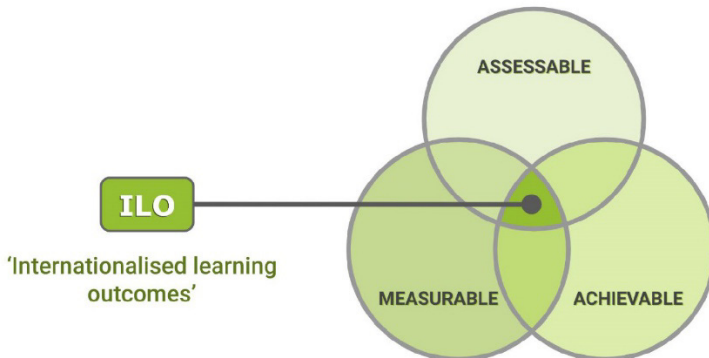 ASSESSABLE
ILO
‘Internationalised learning
outcomes’
MEASURABLE
ACHIEVABLE